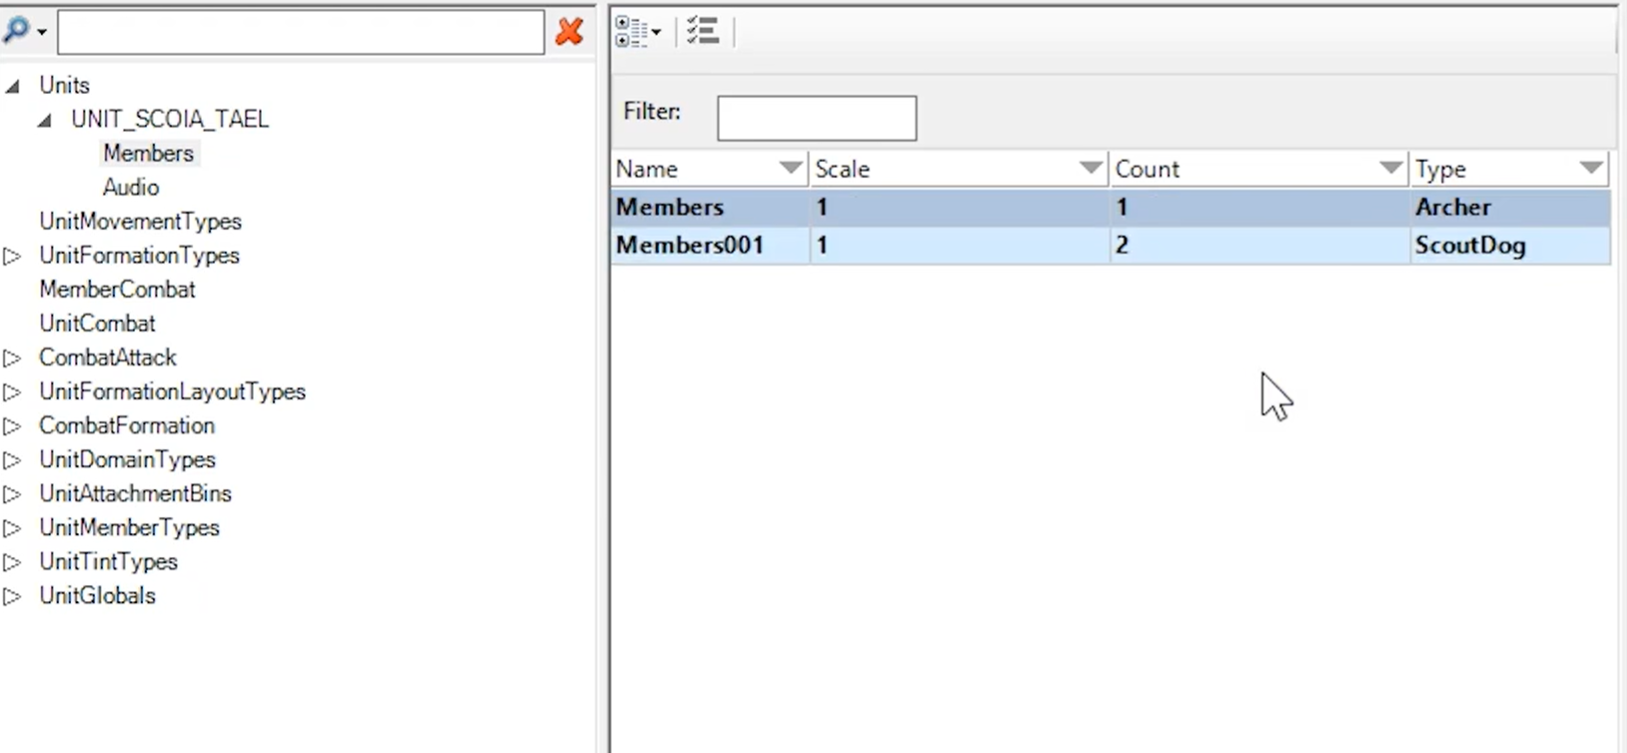 Units
UNIT_SCOIA_TAEL
Members
Audio
UnitMovementTypes
UnitFormationTypes
MemberCombat
UnitCombat
CombatAttack
UnitFormationLayoutTypes
CombatFormation
UnitDomainTypes
UnitAttachmentBins
UnitMemberTypes
UnitTintTypes
UnitGlobals
Filter:
Name Scale Count Type
Members 1 1 Archer
Members001 1 2 ScoutDog